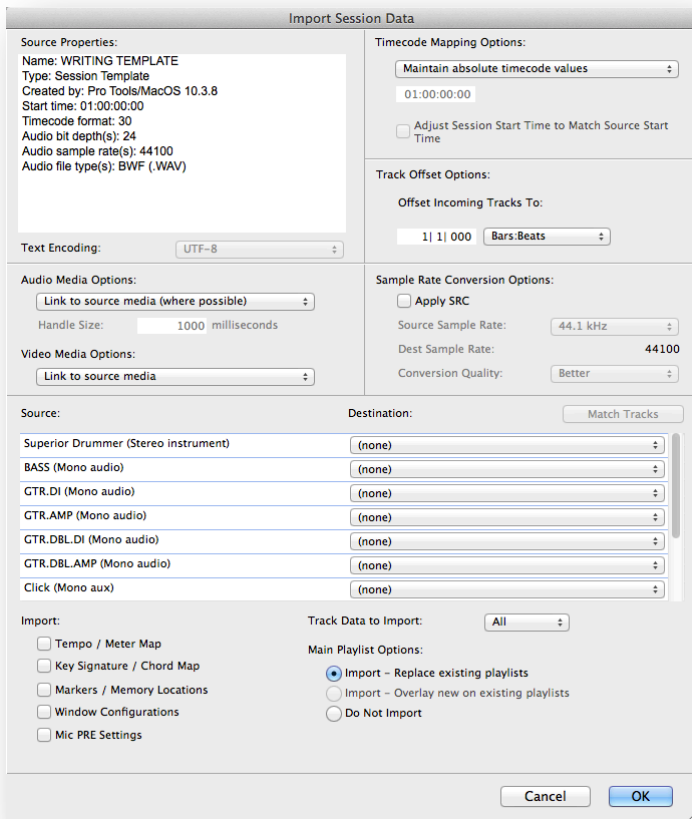 Import Session Data
Source Properties:
Name: WRITING TEMPLATE
Type: Session Template
Created by: Pro Tools/MacOS 10.3.8
Start time: 01:00:00:00
Timecode format: 30
Audio bit depth(s): 24
Audio sample rate(s): 44100
Audio file type(s): BWF (.WAV)
Text Encoding: UTF-8
Timecode Mapping Options:
Maintain absolute timecode values
01:00:00:00
Adjust Session Start Time to Match Source Start
Time
Track Offset Options:
Offset Incoming Tracks To:
1| 1| 000 Bars:Beats
Audio Media Options:
Link to source media (where possible)
Handle Size: 1000 milliseconds
Video Media Options:
Link to source media
Sample Rate Conversion Options:
Apply SRC
Source Sample Rate: 44.1 kHz
Dest Sample Rate: 44100
Conversion Quality: Better
Source: Destination: Match Tracks
Superior Drummer (Stereo instrument) (none)
BASS (Mono audio) (none)
GTR.DI (Mono audio) (none)
GTR.AMP (Mono audio) (none)
GTR.DBL.DI (Mono audio) (none)
GTR.DBL.AMP (Mono audio) (none)
Click (Mono aux) (none)
Import:
Tempo / Meter Map
Key Signature / Chord Map
Markers / Memory Locations
Window Configurations
Mic PRE Settings
Track Data to Import: All
Main Playlist Options:
Import - Replace existing playlists
Import - Overlay new on existing playlists
Do Not Import
Cancel OK